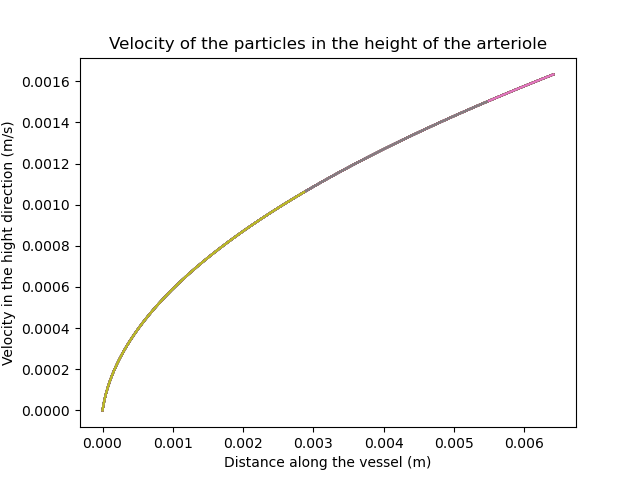 Velocity of the particles in the height of the arteriole
Velocity in the hight direction (m/s)
0.0016
0.0014
0.0012
0.0010
0.0008
0.0006
0.0004
0.0002
0.0000
0.000 0.001 0.002 0.003 0.004 0.005 0.006
Distance along the vessel (m)